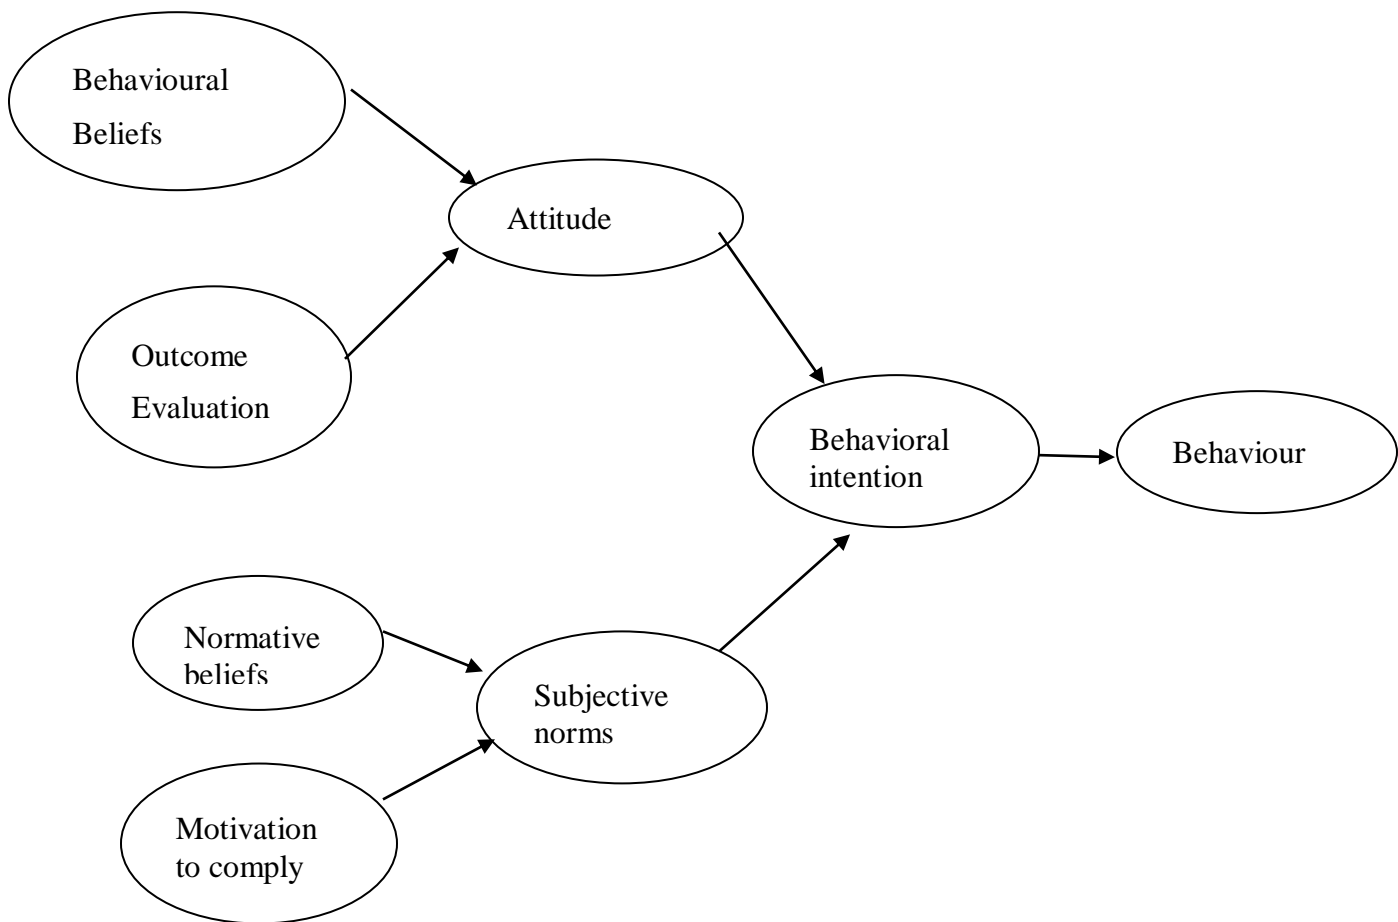 Behavioural
Beliefs
Attitude
Outcome
Evaluation
Behavioral
intention
Behaviour
Normative
beliefs
Subjective
norms
Motivation
to comply